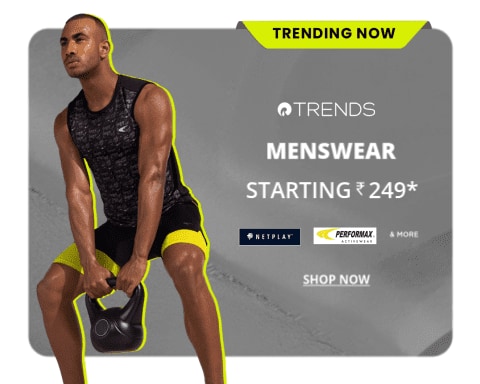 TRENDING NOW
TRENDS
MENSWEAR
STARTING ₹ 249*
NETPLAY
PERFORMAX
ACTIVEWEAR
& MORE
SHOP NOW